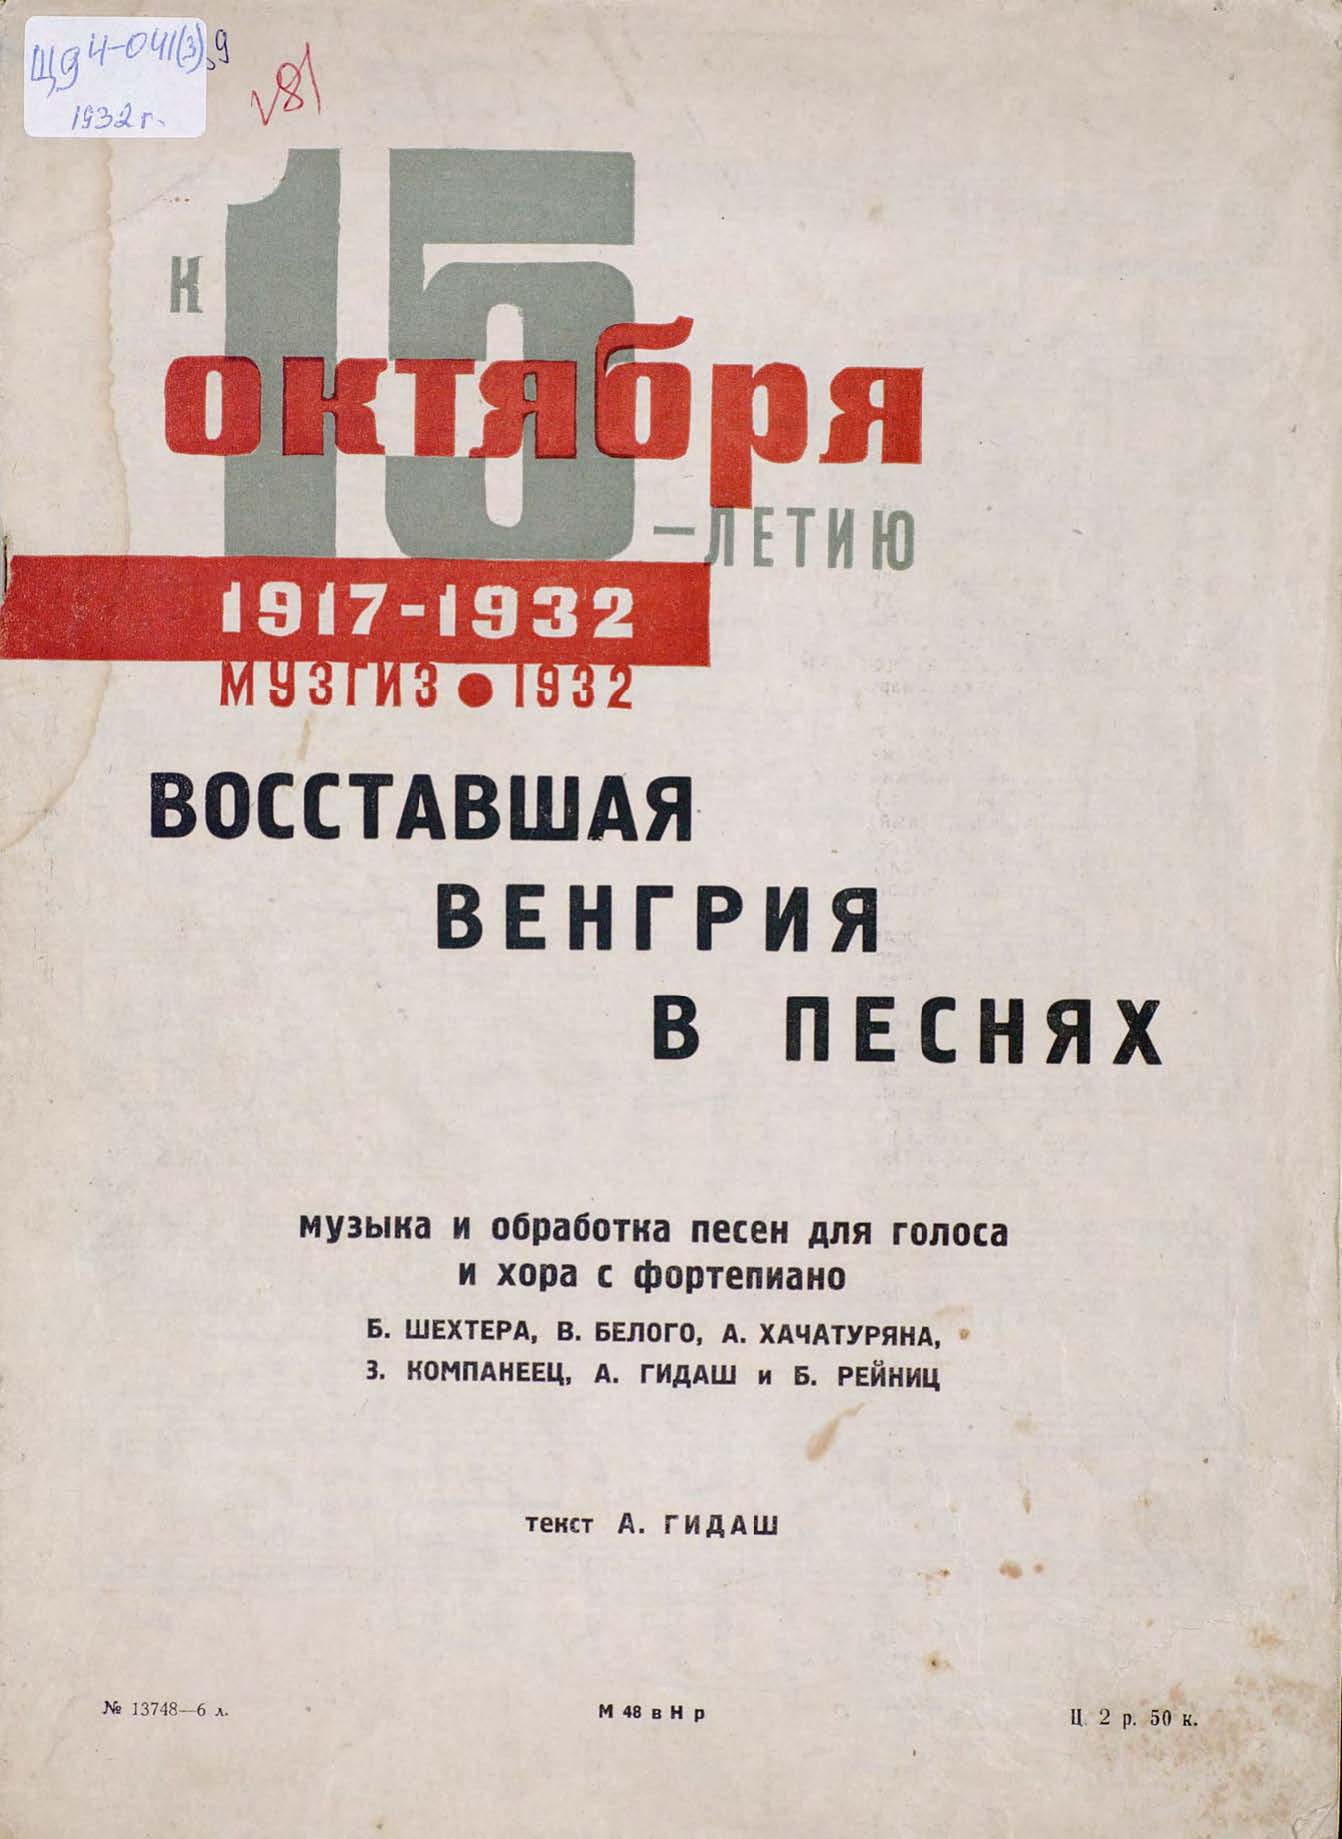 Щ9 4-041(3),9
1932 г.
v81
К 15
октября
-ЛЕТИЮ
1917-1932
МУЗГИЗ • 1932
ВОССТАВШАЯ
ВЕНГРИЯ
В ПЕСНЯХ
музыка и обработка песен для голоса
и хора с фортепиано
Б. ШЕХТЕРА, В. БЕЛОГО, А. ХАЧАТУРЯНА,
З. КОМПАНЕЕЦ, А. ГИДАШ и Б. РЕЙНИЦ
текст А. ГИДАШ
№ 13748—6 л.
М 48 в Н р
Ц. 2 р. 50 к.